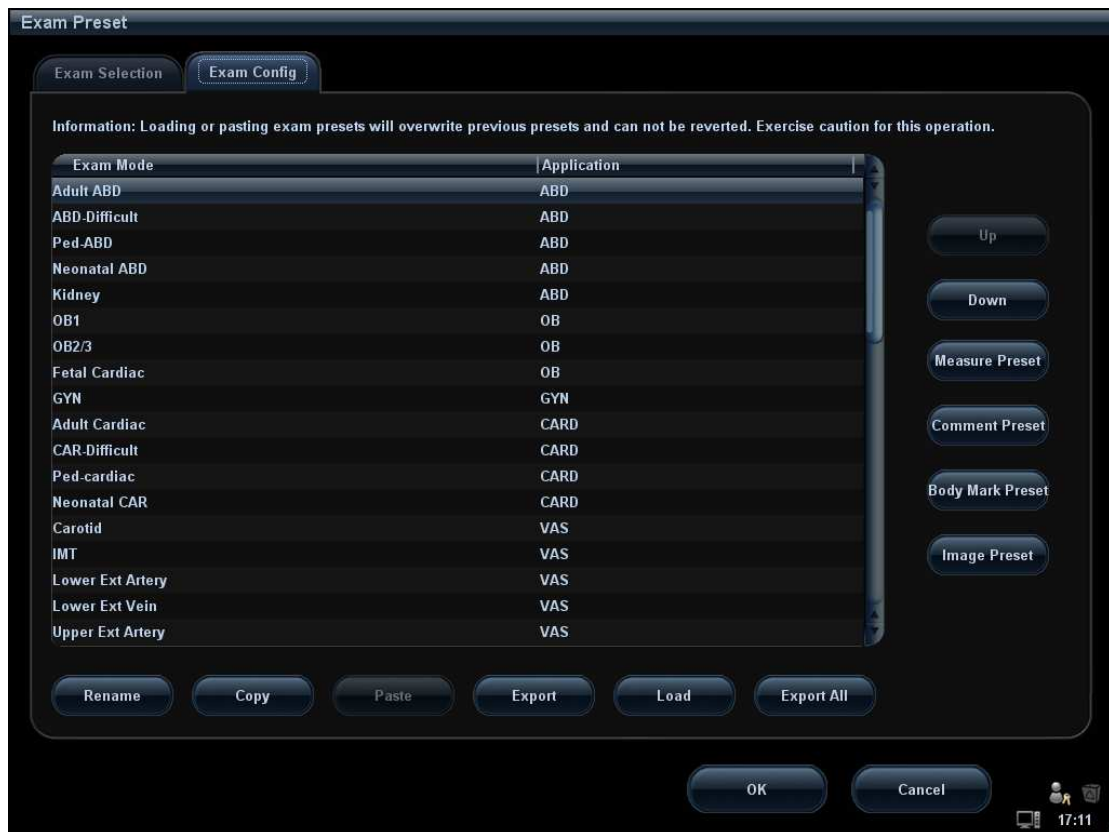 Exam Preset
Exam Selection Exam Config
Information: Loading or pasting exam presets will overwrite previous presets and can not be reverted. Exercise caution for this operation.
Exam Mode Application
Adult ABD ABD
ABD-Difficult ABD
Ped-ABD ABD
Neonatal ABD ABD
Kidney ABD
OB1 OB
OB2/3 OB
Fetal Cardiac OB
GYN GYN
Adult Cardiac CARD
CAR-Difficult CARD
Ped-cardiac CARD
Neonatal CAR CARD
Carotid VAS
IMT VAS
Lower Ext Artery VAS
Lower Ext Vein VAS
Upper Ext Artery VAS
Up
Down
Measure Preset
Comment Preset
Body Mark Preset
Image Preset
Rename Copy Paste Export Load Export All
OK Cancel
17:11